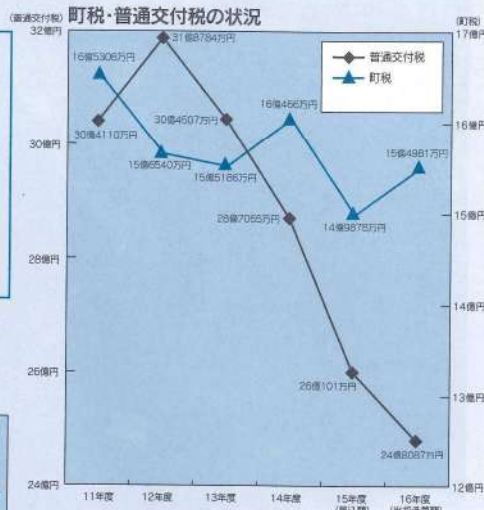 (普通交付税)
町税・普通交付税の状況
(町税)
32億円
30億円
28億円
26億円
24億円
17億円
16億円
15億円
14億円
13億円
12億円
普通交付税
町税
31億8784万円
16億5308万円
30億4110万円
30億4507万円
16億466万円
15億6540万円
15億5186万円
15億4981万円
28億7055万円
14億9878万円
26億101万円
24億8087万円
11年度
12年度
13年度
14年度
15年度
16年度